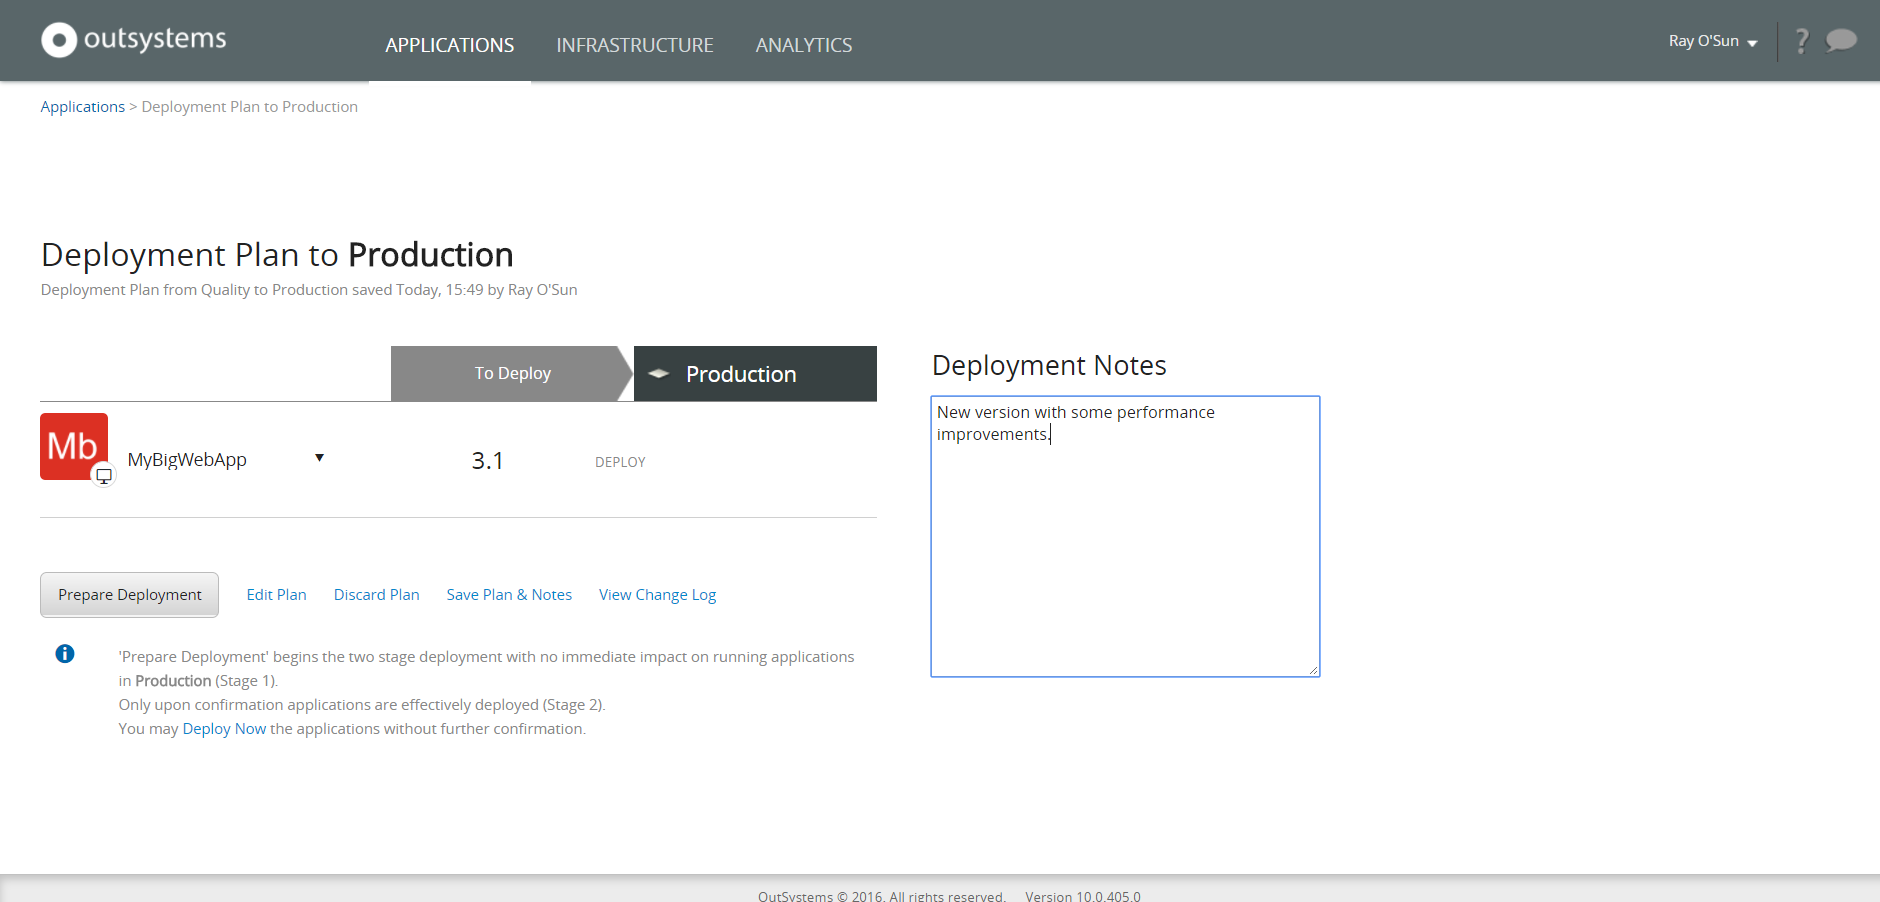 outsystems
APPLICATIONS
INFRASTRUCTURE
ANALYTICS
Ray O'Sun
?
Applications > Deployment Plan to Production
Deployment Plan to Production
Deployment Plan from Quality to Production saved Today, 15:49 by Ray O'Sun
To Deploy
Production
Mb
MyBigWebApp
3.1
DEPLOY
Prepare Deployment
Edit Plan
Discard Plan
Save Plan & Notes
View Change Log
'Prepare Deployment' begins the two stage deployment with no immediate impact on running applications
in Production (Stage 1).
Only upon confirmation applications are effectively deployed (Stage 2).
You may Deploy Now the applications without further confirmation.
Deployment Notes
New version with some performance
improvements.
OutSystems © 2016. All rights reserved. Version 10.0.405.0